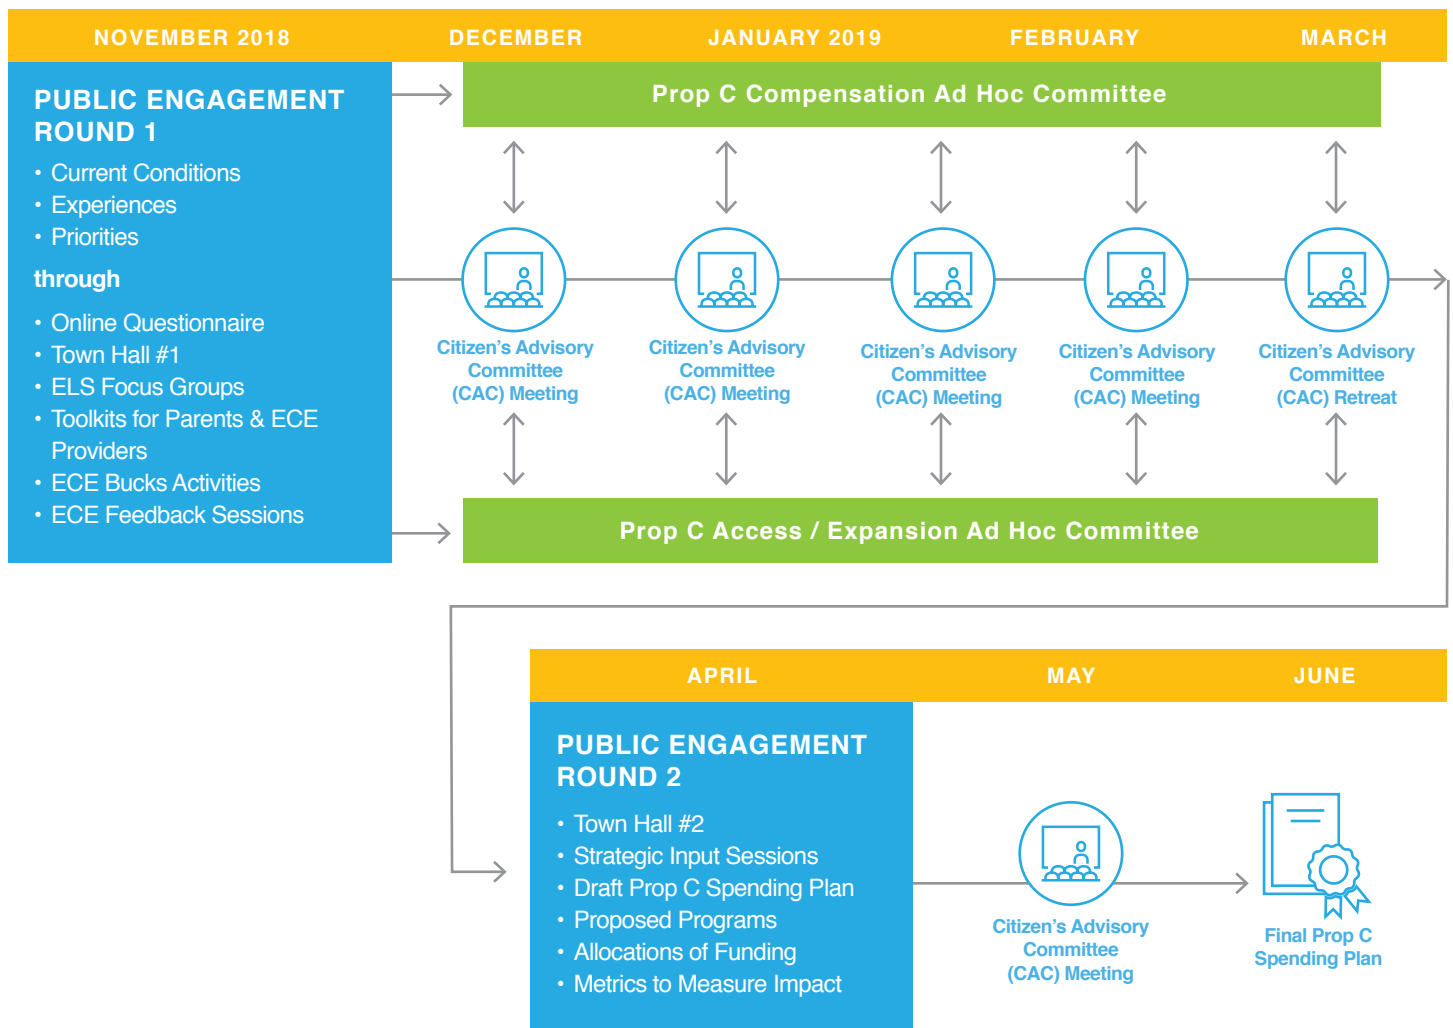 NOVEMBER 2018
DECEMBER
JANUARY 2019
FEBRUARY
MARCH
PUBLIC ENGAGEMENT
ROUND 1
• Current Conditions
• Experiences
• Priorities
through
• Online Questionnaire
• Town Hall #1
• ELS Focus Groups
• Toolkits for Parents & ECE
Providers
• ECE Bucks Activities
• ECE Feedback Sessions
Prop C Compensation Ad Hoc Committee
Citizen's Advisory
Committee
(CAC) Meeting
Citizen's Advisory
Committee
(CAC) Meeting
Citizen's Advisory
Committee
(CAC) Meeting
Citizen's Advisory
Committee
(CAC) Meeting
Citizen's Advisory
Committee
(CAC) Retreat
Prop C Access / Expansion Ad Hoc Committee
APRIL
MAY
JUNE
PUBLIC ENGAGEMENT
ROUND 2
• Town Hall #2
• Strategic Input Sessions
• Draft Prop C Spending Plan
• Proposed Programs
• Allocations of Funding
• Metrics to Measure Impact
Citizen's Advisory
Committee
(CAC) Meeting
Final Prop C
Spending Plan